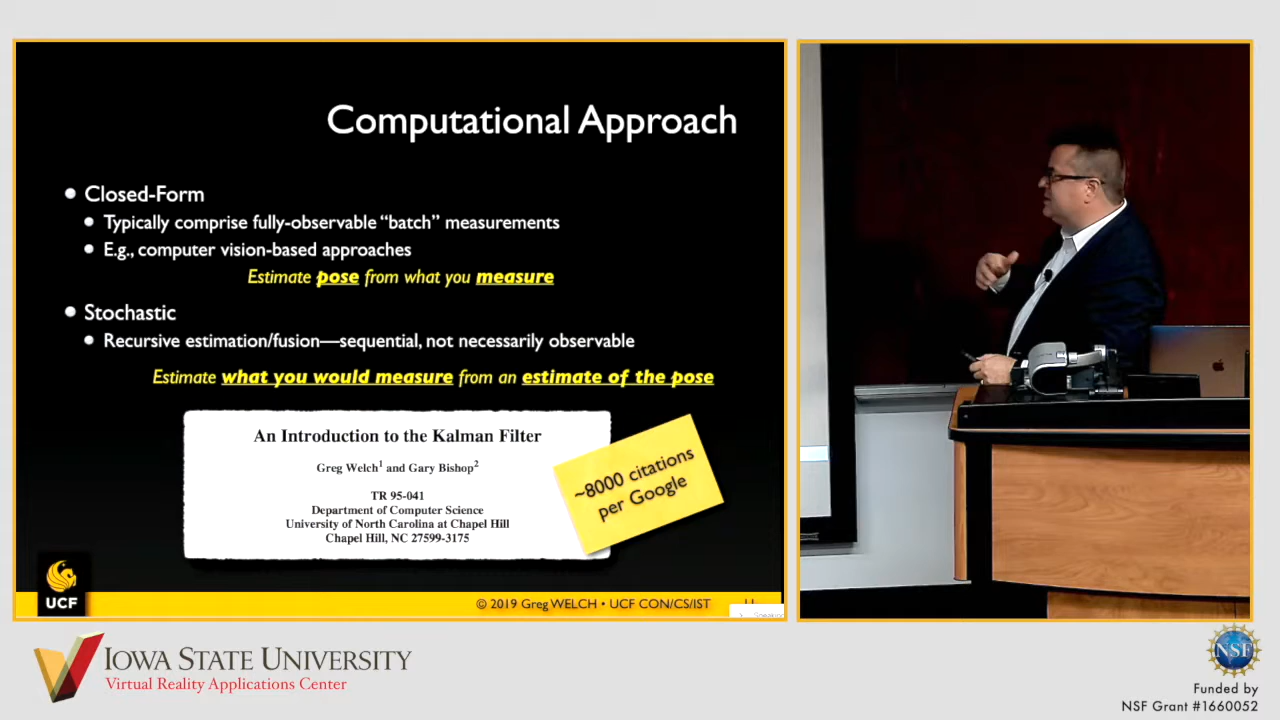 Computational Approach
Closed-Form
Typically comprise fully-observable “batch” measurements
E.g., computer vision-based approaches
Estimate pose from what you measure
Stochastic
Recursive estimation/fusion—sequential, not necessarily observable
Estimate what you would measure from an estimate of the pose
An Introduction to the Kalman Filter
Greg Welch1 and Gary Bishop2
TR 95-041
Department of Computer Science
University of North Carolina at Chapel Hill
Chapel Hill, NC 27599-3175
~8000 citations
per Google
UCF
© 2019 Greg WELCH • UCF CON/CS/IST
IOWA STATE UNIVERSITY
Virtual Reality Applications Center
NSF
Funded by
NSF Grant #1660052